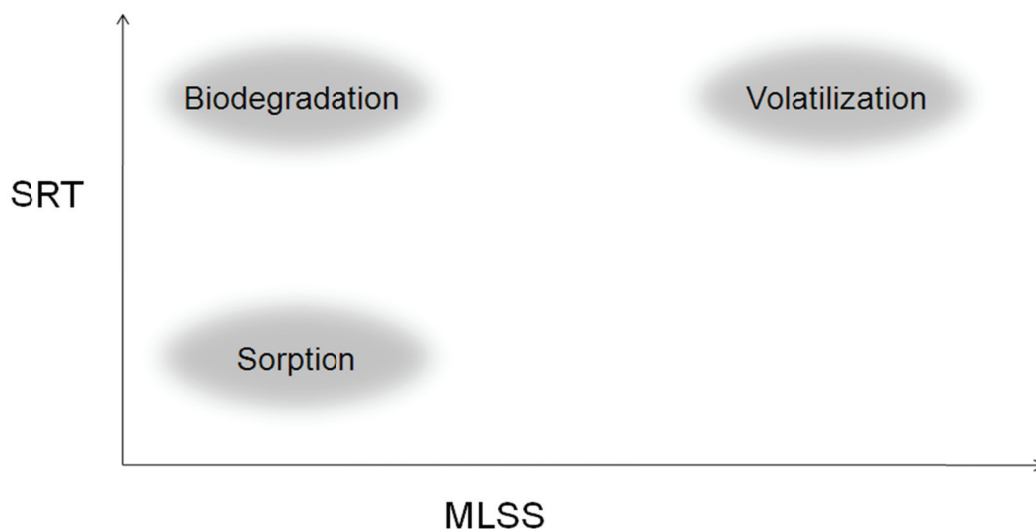 Biodegradation
Volatilization
SRT
Sorption
MLSS